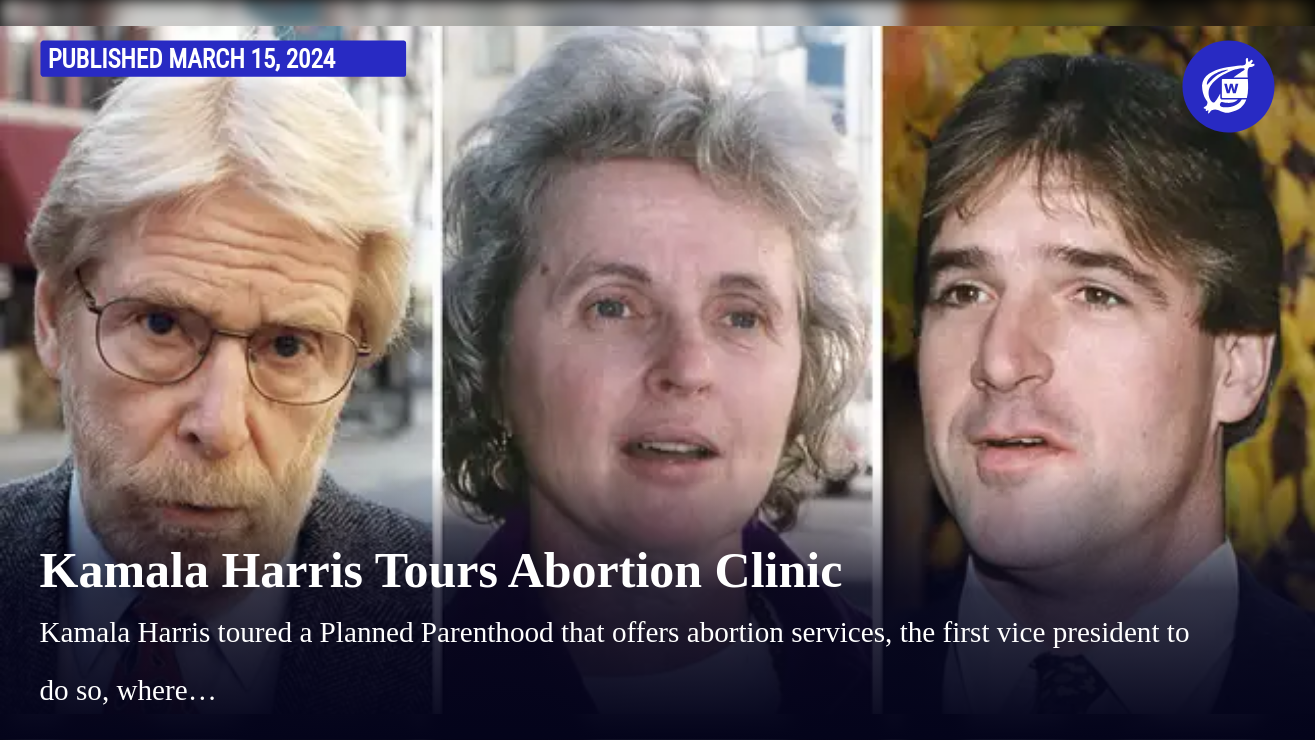 PUBLISHED MARCH 15, 2024
W
Kamala Harris Tours Abortion Clinic
Kamala Harris toured a Planned Parenthood that offers abortion services, the first vice president to
do so, where…